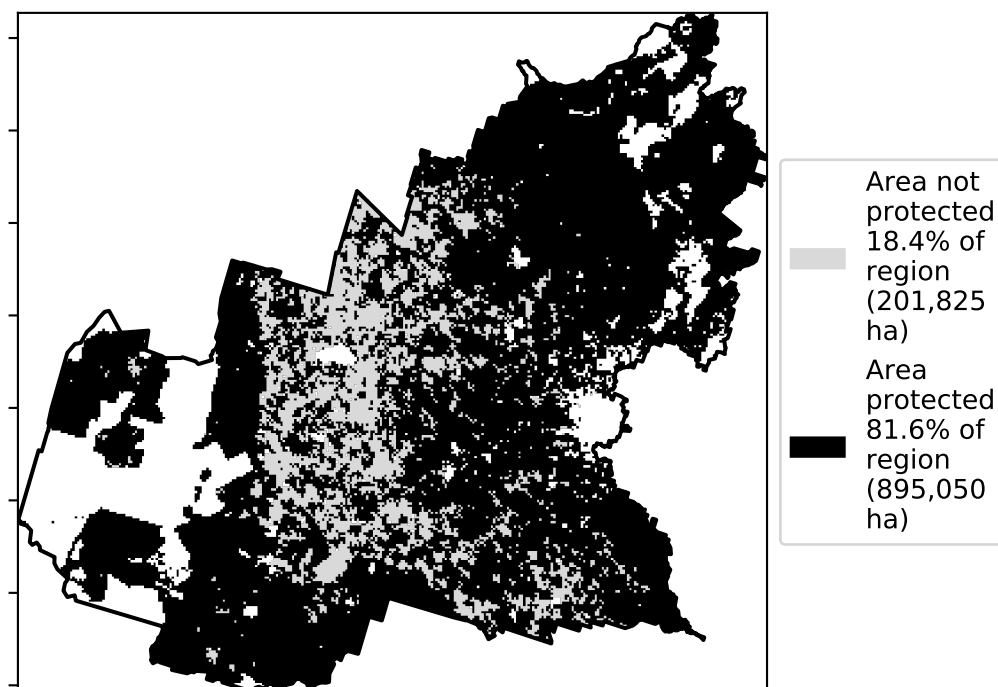 Area not
protected
18.4% of
region
(201,825
ha)
Area
protected
81.6% of
region
(895,050
ha)